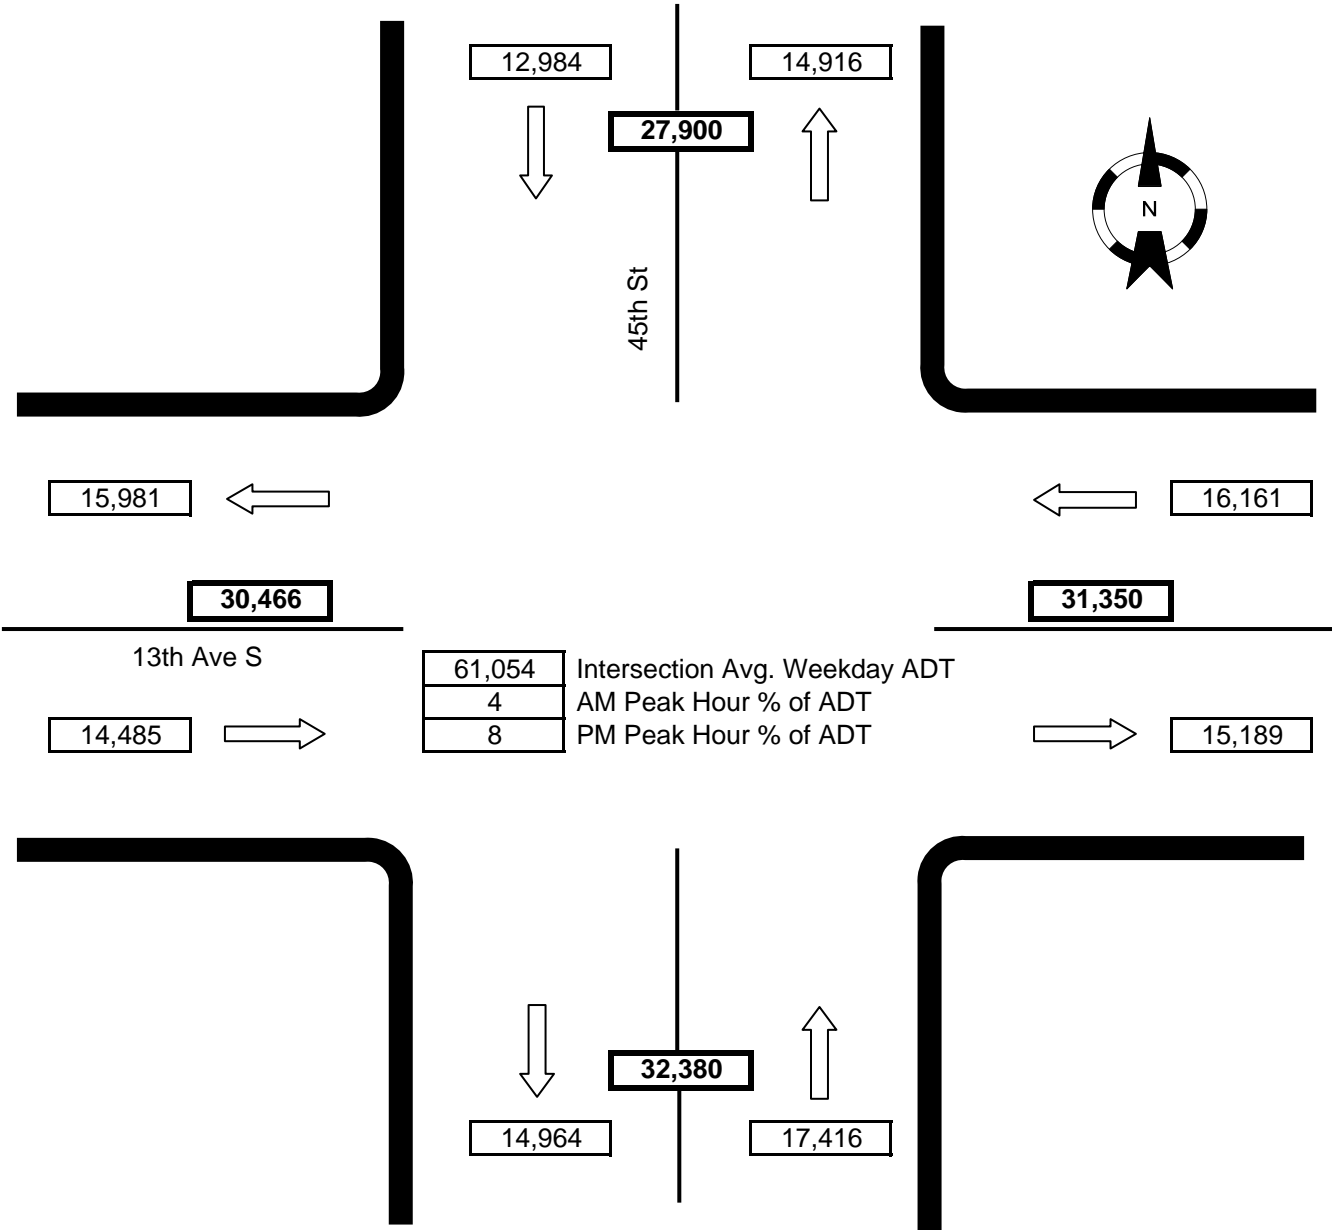 12,984
14,916
27,900
N
45th St
15,981
16,161
30,466
31,350
13th Ave S
61,054 Intersection Avg. Weekday ADT
4 AM Peak Hour % of ADT
8 PM Peak Hour % of ADT
14,485
15,189
32,380
14,964
17,416